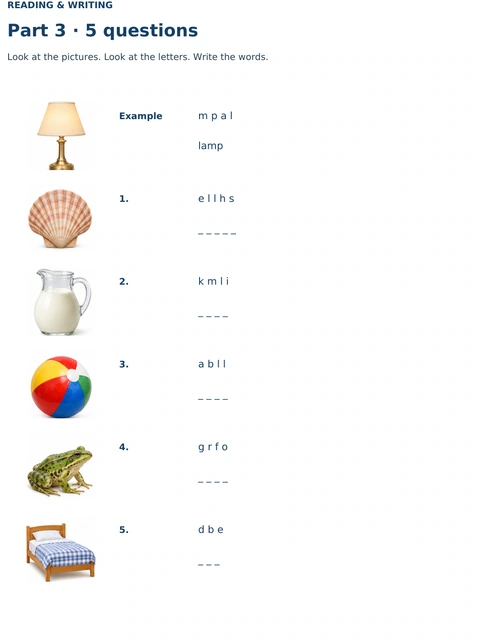 READING & WRITING
Part 3 · 5 questions
Look at the pictures. Look at the letters. Write the words.
Example m p a l
lamp
1. e l l h s
_ _ _ _ _
2. k m l i
_ _ _ _
3. a b l l
_ _ _ _
4. g r f o
_ _ _ _
5. d b e
_ _ _